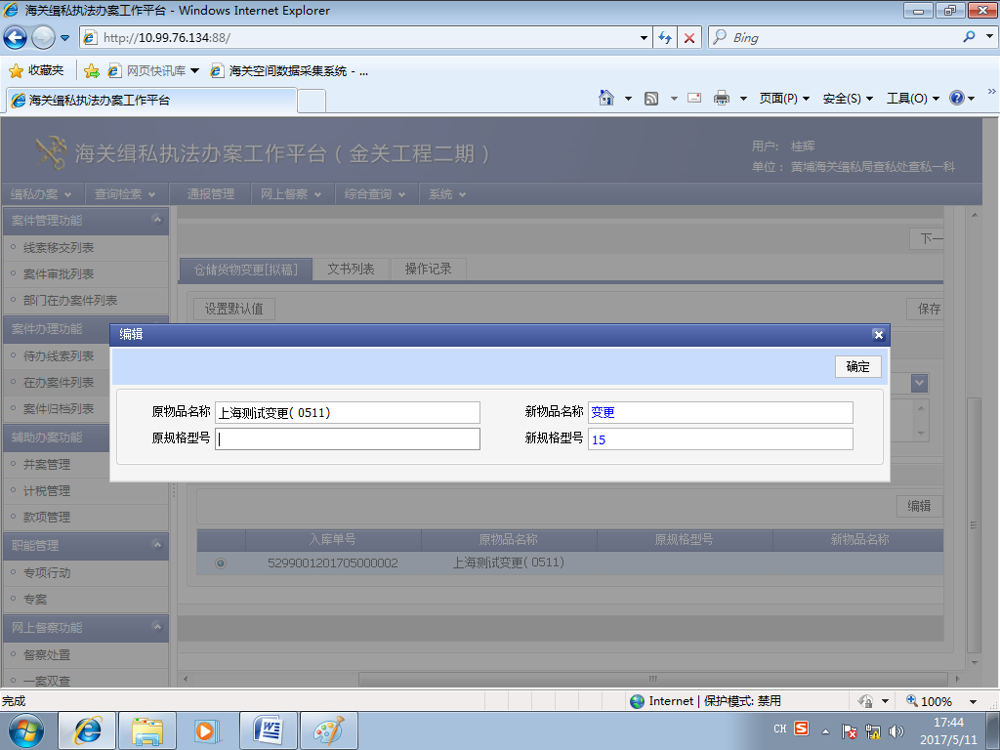 海关缉私执法办案工作平台 - Windows Internet Explorer
http://10.99.76.134:88/
Bing
收藏夹
网页快讯库
海关空间数据采集系统 - ...
海关缉私执法办案工作平台
页面(P)
安全(S)
工具(O)
海关缉私执法办案工作平台（金关工程二期）
用户: 桂辉
单位: 黄埔海关缉私局查私处查私一科
缉私办案
查询检索
通报管理
网上督察
综合查询
系统
案件管理功能
线索移交列表
案件审批列表
部门在办案件列表
案件办理功能
待办线索列表
在办案件列表
案件归档列表
辅助办案功能
并案管理
计税管理
款项管理
职能管理
专项行动
专案
网上督察功能
督察处置
一案双查
下一
仓储货物变更[拟稿]
文书列表
操作记录
设置默认值
保存
编辑
确定
原物品名称 上海测试变更( 0511)
新物品名称 变更
原规格型号
新规格型号 15
编辑
入库单号 原物品名称 原规格型号 新物品名称
5299001201705000002 上海测试变更( 0511)
完成
Internet | 保护模式: 禁用
100%
CH
17:44
2017/5/11